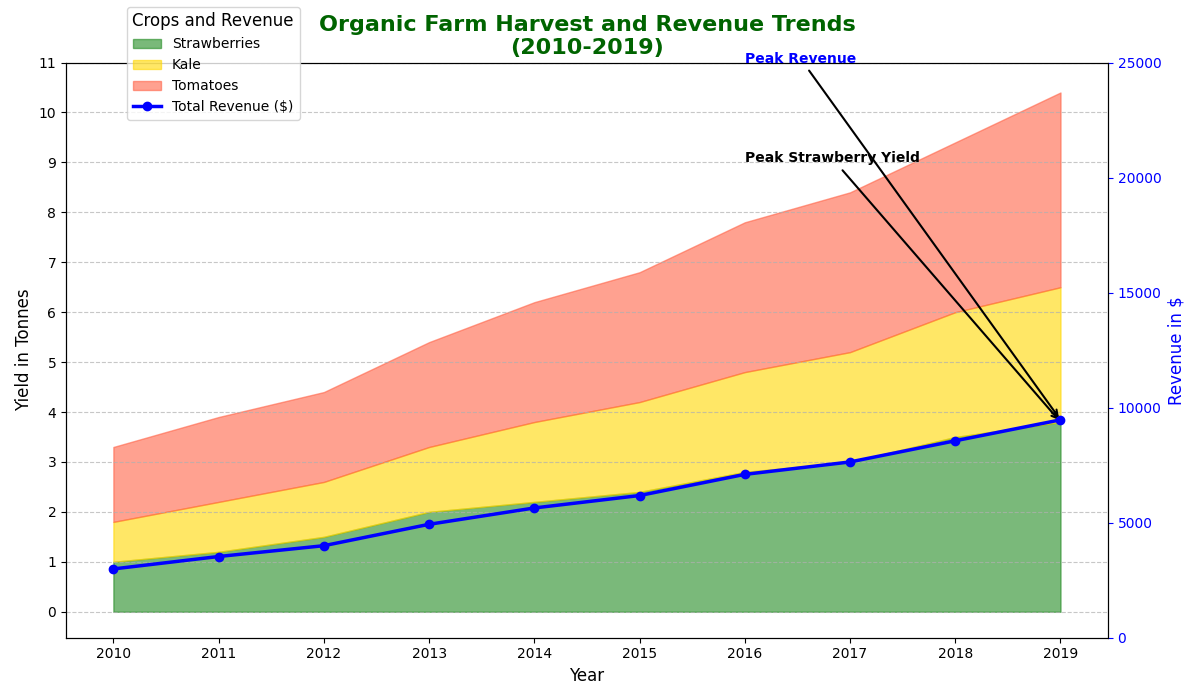 Organic Farm Harvest and Revenue Trends
(2010-2019)
Crops and Revenue
Strawberries
Kale
Tomatoes
Total Revenue ($)
Peak Revenue
Peak Strawberry Yield
Yield in Tonnes
11
10
9
8
7
6
5
4
3
2
1
0
25000
20000
15000
10000
5000
0
Revenue in $
2010 2011 2012 2013 2014 2015 2016 2017 2018 2019
Year